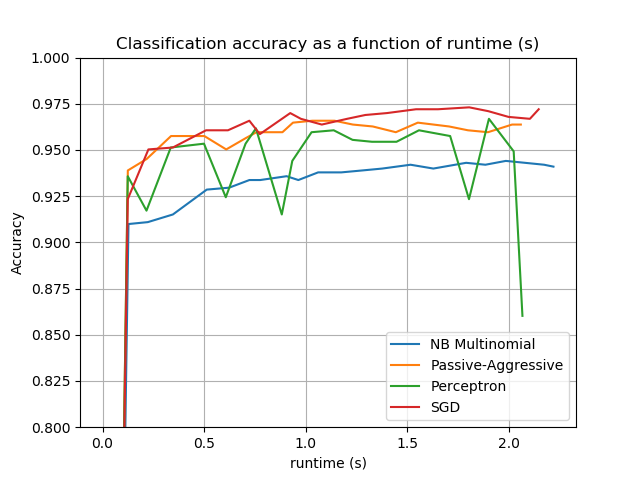 Classification accuracy as a function of runtime (s)
1.000
0.975
0.950
0.925
0.900
0.875
0.850
0.825
0.800
Accuracy
0.0 0.5 1.0 1.5 2.0
runtime (s)
NB Multinomial
Passive-Aggressive
Perceptron
SGD